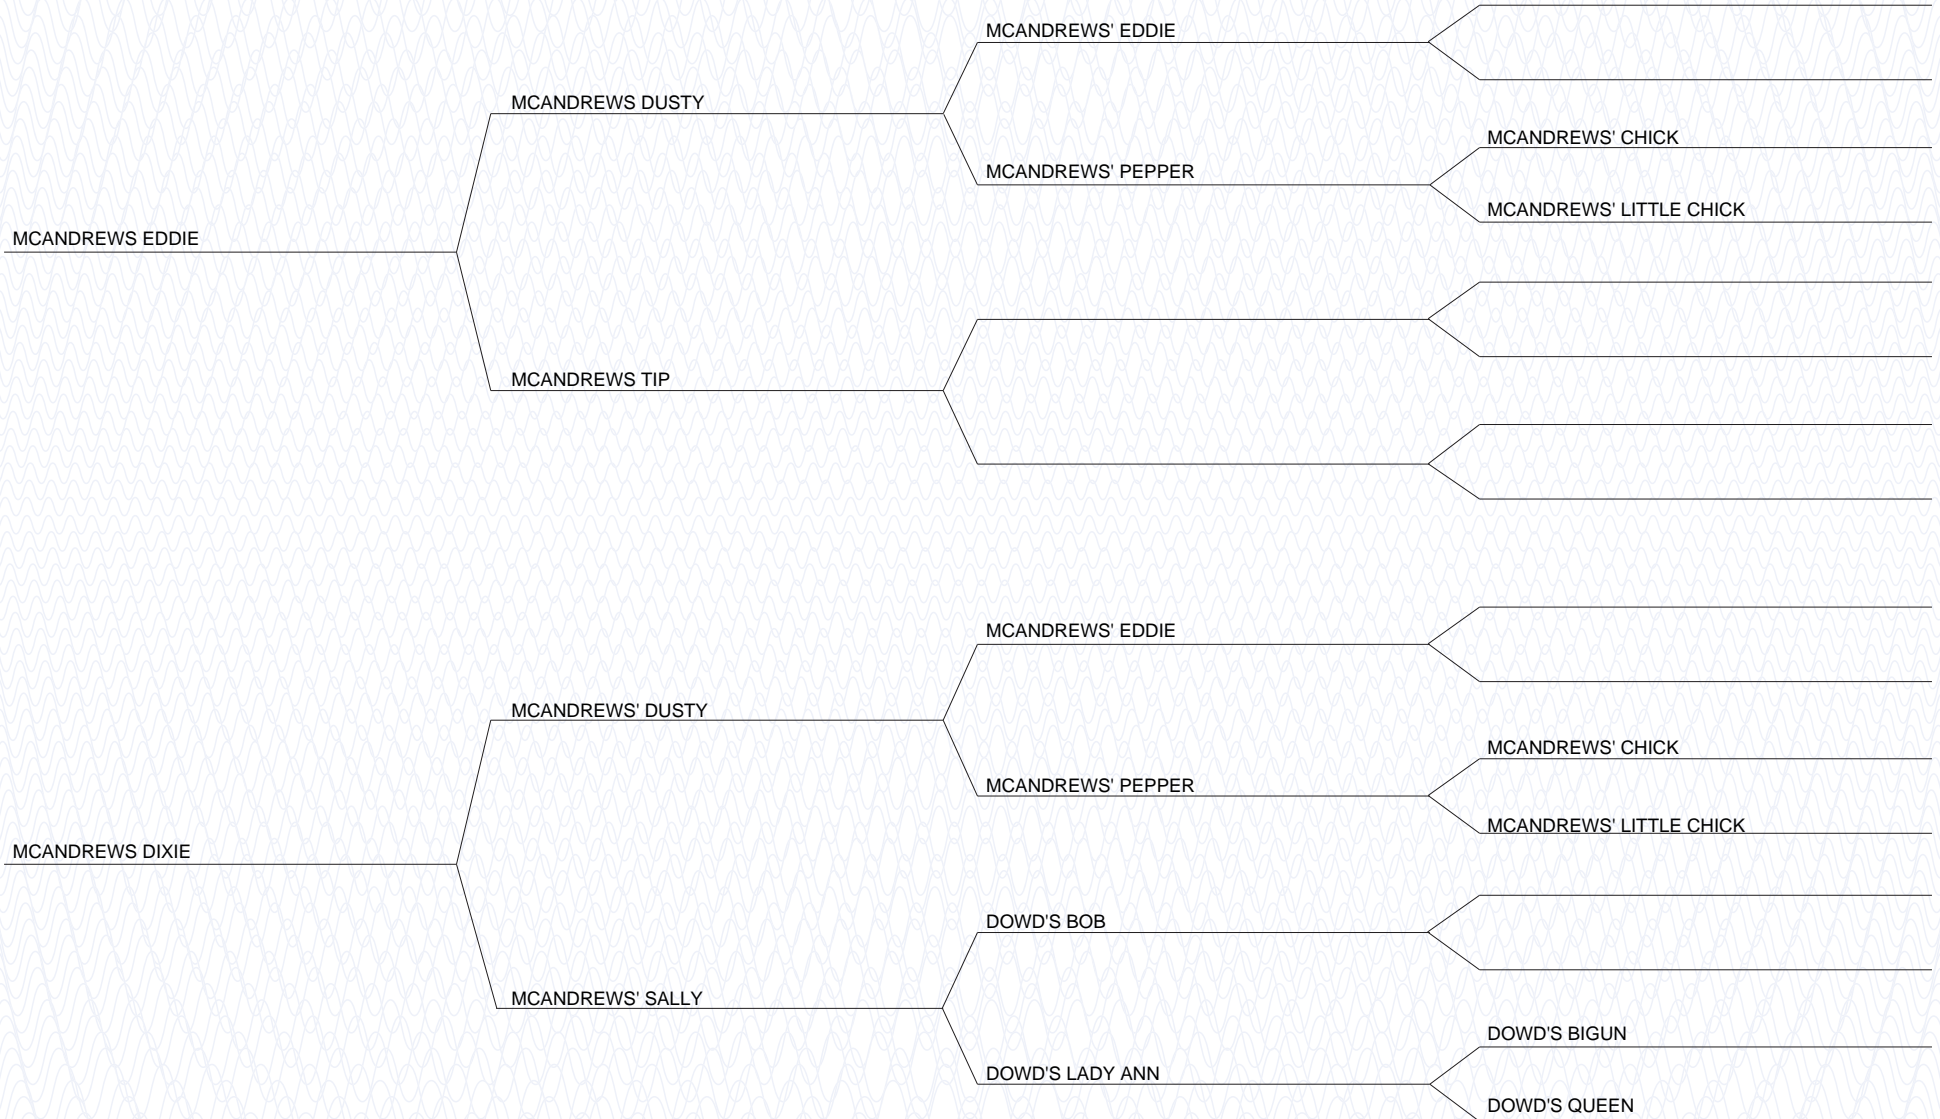 MCANDREWS' EDDIE
MCANDREWS DUSTY
MCANDREWS' CHICK
MCANDREWS' PEPPER
MCANDREWS' LITTLE CHICK
MCANDREWS EDDIE
MCANDREWS TIP
MCANDREWS' EDDIE
MCANDREWS' DUSTY
MCANDREWS' CHICK
MCANDREWS' PEPPER
MCANDREWS' LITTLE CHICK
MCANDREWS DIXIE
DOWD'S BOB
MCANDREWS' SALLY
DOWD'S BIGUN
DOWD'S LADY ANN
DOWD'S QUEEN